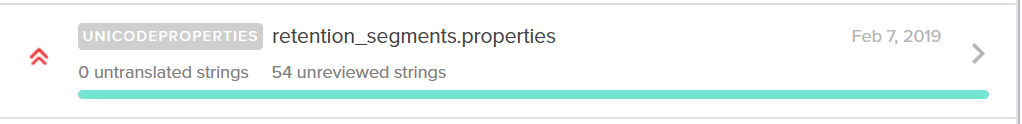 UNICODEPROPERTIES retention_segments.properties Feb 7, 2019
0 untranslated strings 54 unreviewed strings